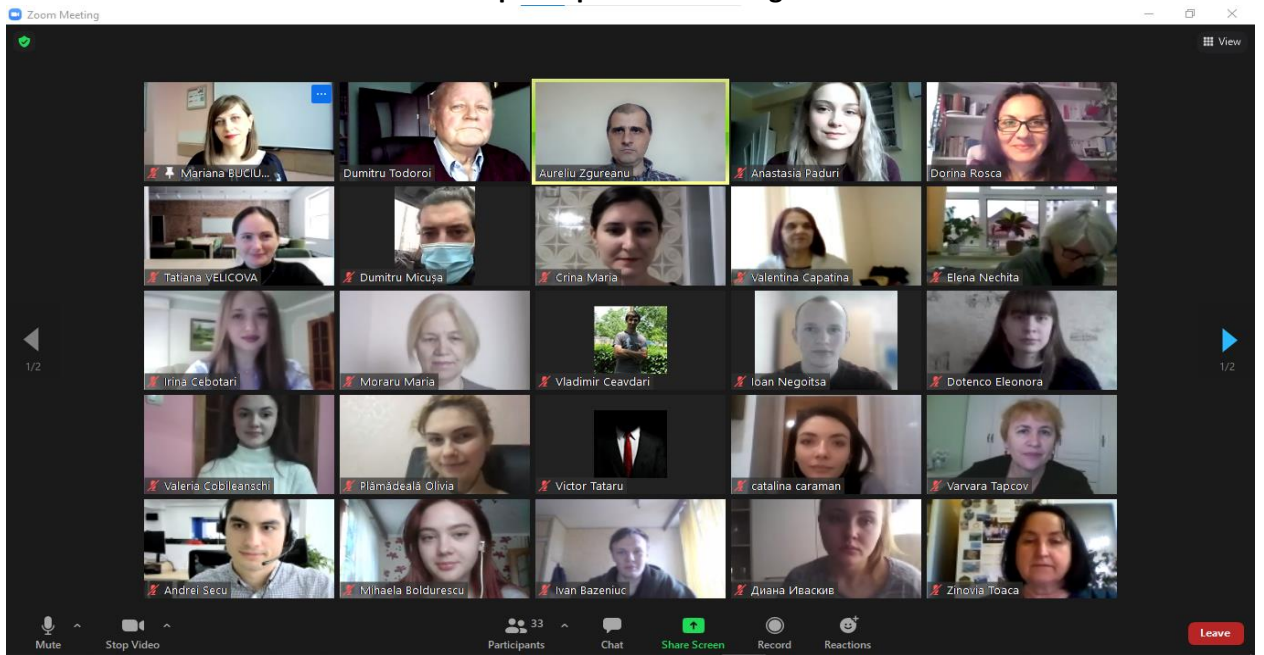 Zoom Meeting
View
Mariana BUCIU...
Dumitru Todoroi
Aureliu Zgureanu
Anastasia Paduri
Dorina Rosca
Tatiana VELICOVA
Dumitru Micușa
Crina Maria
Valentina Capatina
Elena Nechita
Irina Cebotari
Moraru Maria
Vladimir Ceavdari
Ioan Negoitsa
Dotenco Eleonora
1/2
1/2
Valeria Cobileanschi
Plămădeală Olivia
Victor Tataru
catalina caraman
Varvara Tapcov
Andrei Secu
Mihaela Boldurescu
Ivan Bazeniuc
Диана Иваскив
Zinovia Toaca
33
Mute
Stop Video
Participants
Chat
Share Screen
Record
Reactions
Leave